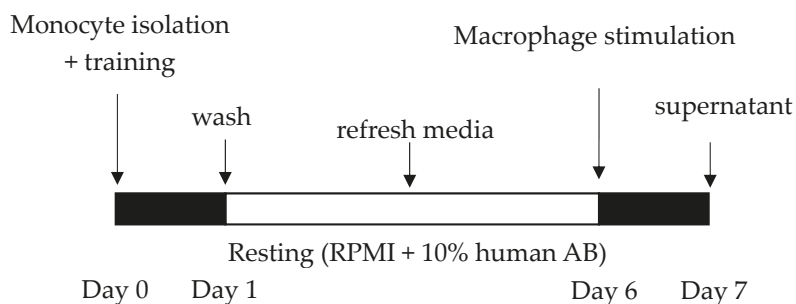 Monocyte isolation
+ training
Macrophage stimulation
wash
refresh media
supernatant
Resting (RPMI + 10% human AB)
Day 0
Day 1
Day 6
Day 7